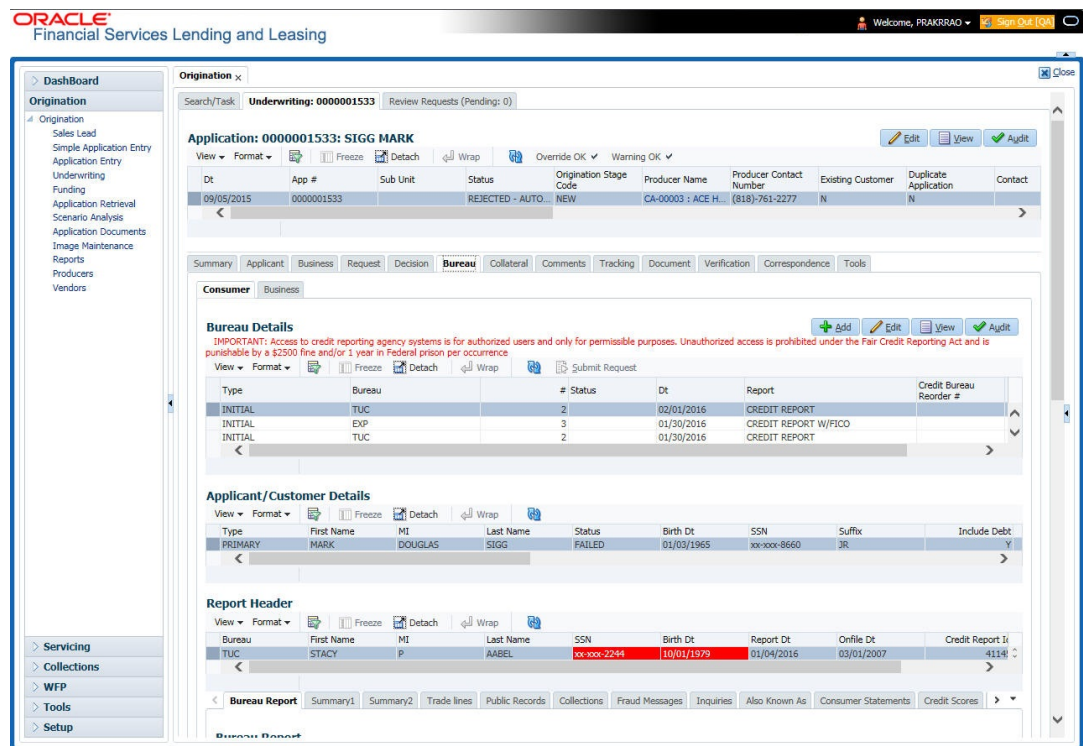 ORACLE®
Financial Services Lending and Leasing
Welcome, PRAKRRAO
Sign Out [QA]
DashBoard
Origination
Origination
Sales Lead
Simple Application Entry
Application Entry
Underwriting
Funding
Application Retrieval
Scenario Analysis
Application Documents
Image Maintenance
Reports
Producers
Vendors
Servicing
Collections
WFP
Tools
Setup
Origination x
Close
Search/Task Underwriting: 0000001533 Review Requests (Pending: 0)
Application: 0000001533: SIGG MARK
Edit View Audit
View Format Freeze Detach Wrap Override OK Warning OK
Dt App # Sub Unit Status Origination Stage Code Producer Name Producer Contact Number Existing Customer Duplicate Application Contact
09/05/2015 0000001533 REJECTED - AUTO... NEW CA-00003 : ACE H... (818)-761-2277 N N
Summary Applicant Business Request Decision Bureau Collateral Comments Tracking Document Verification Correspondence Tools
Consumer Business
Bureau Details
Add Edit View Audit
IMPORTANT: Access to credit reporting agency systems is for authorized users and only for permissible purposes. Unauthorized access is prohibited under the Fair Credit Reporting Act and is
punishable by a $2500 fine and/or 1 year in Federal prison per occurrence
View Format Freeze Detach Wrap Submit Request
Type Bureau # Status Dt Report Credit Bureau Reorder #
INITIAL TUC 2 02/01/2016 CREDIT REPORT
INITIAL EXP 3 01/30/2016 CREDIT REPORT W/FICO
INITIAL TUC 2 01/30/2016 CREDIT REPORT
Applicant/Customer Details
View Format Freeze Detach Wrap
Type First Name MI Last Name Status Birth Dt SSN Suffix Include Debt
PRIMARY MARK DOUGLAS SIGG FAILED 01/03/1965 xx-xxx-8660 JR Y
Report Header
View Format Freeze Detach Wrap
Bureau First Name MI Last Name SSN Birth Dt Report Dt Onfile Dt Credit Report
TUC STACY P AABEL xx-xxx-2244 10/01/1979 01/04/2016 03/01/2007
Bureau Report Summary1 Summary2 Trade lines Public Records Collections Fraud Messages Inquiries Also Known As Consumer Statements Credit Scores
Bureau Report